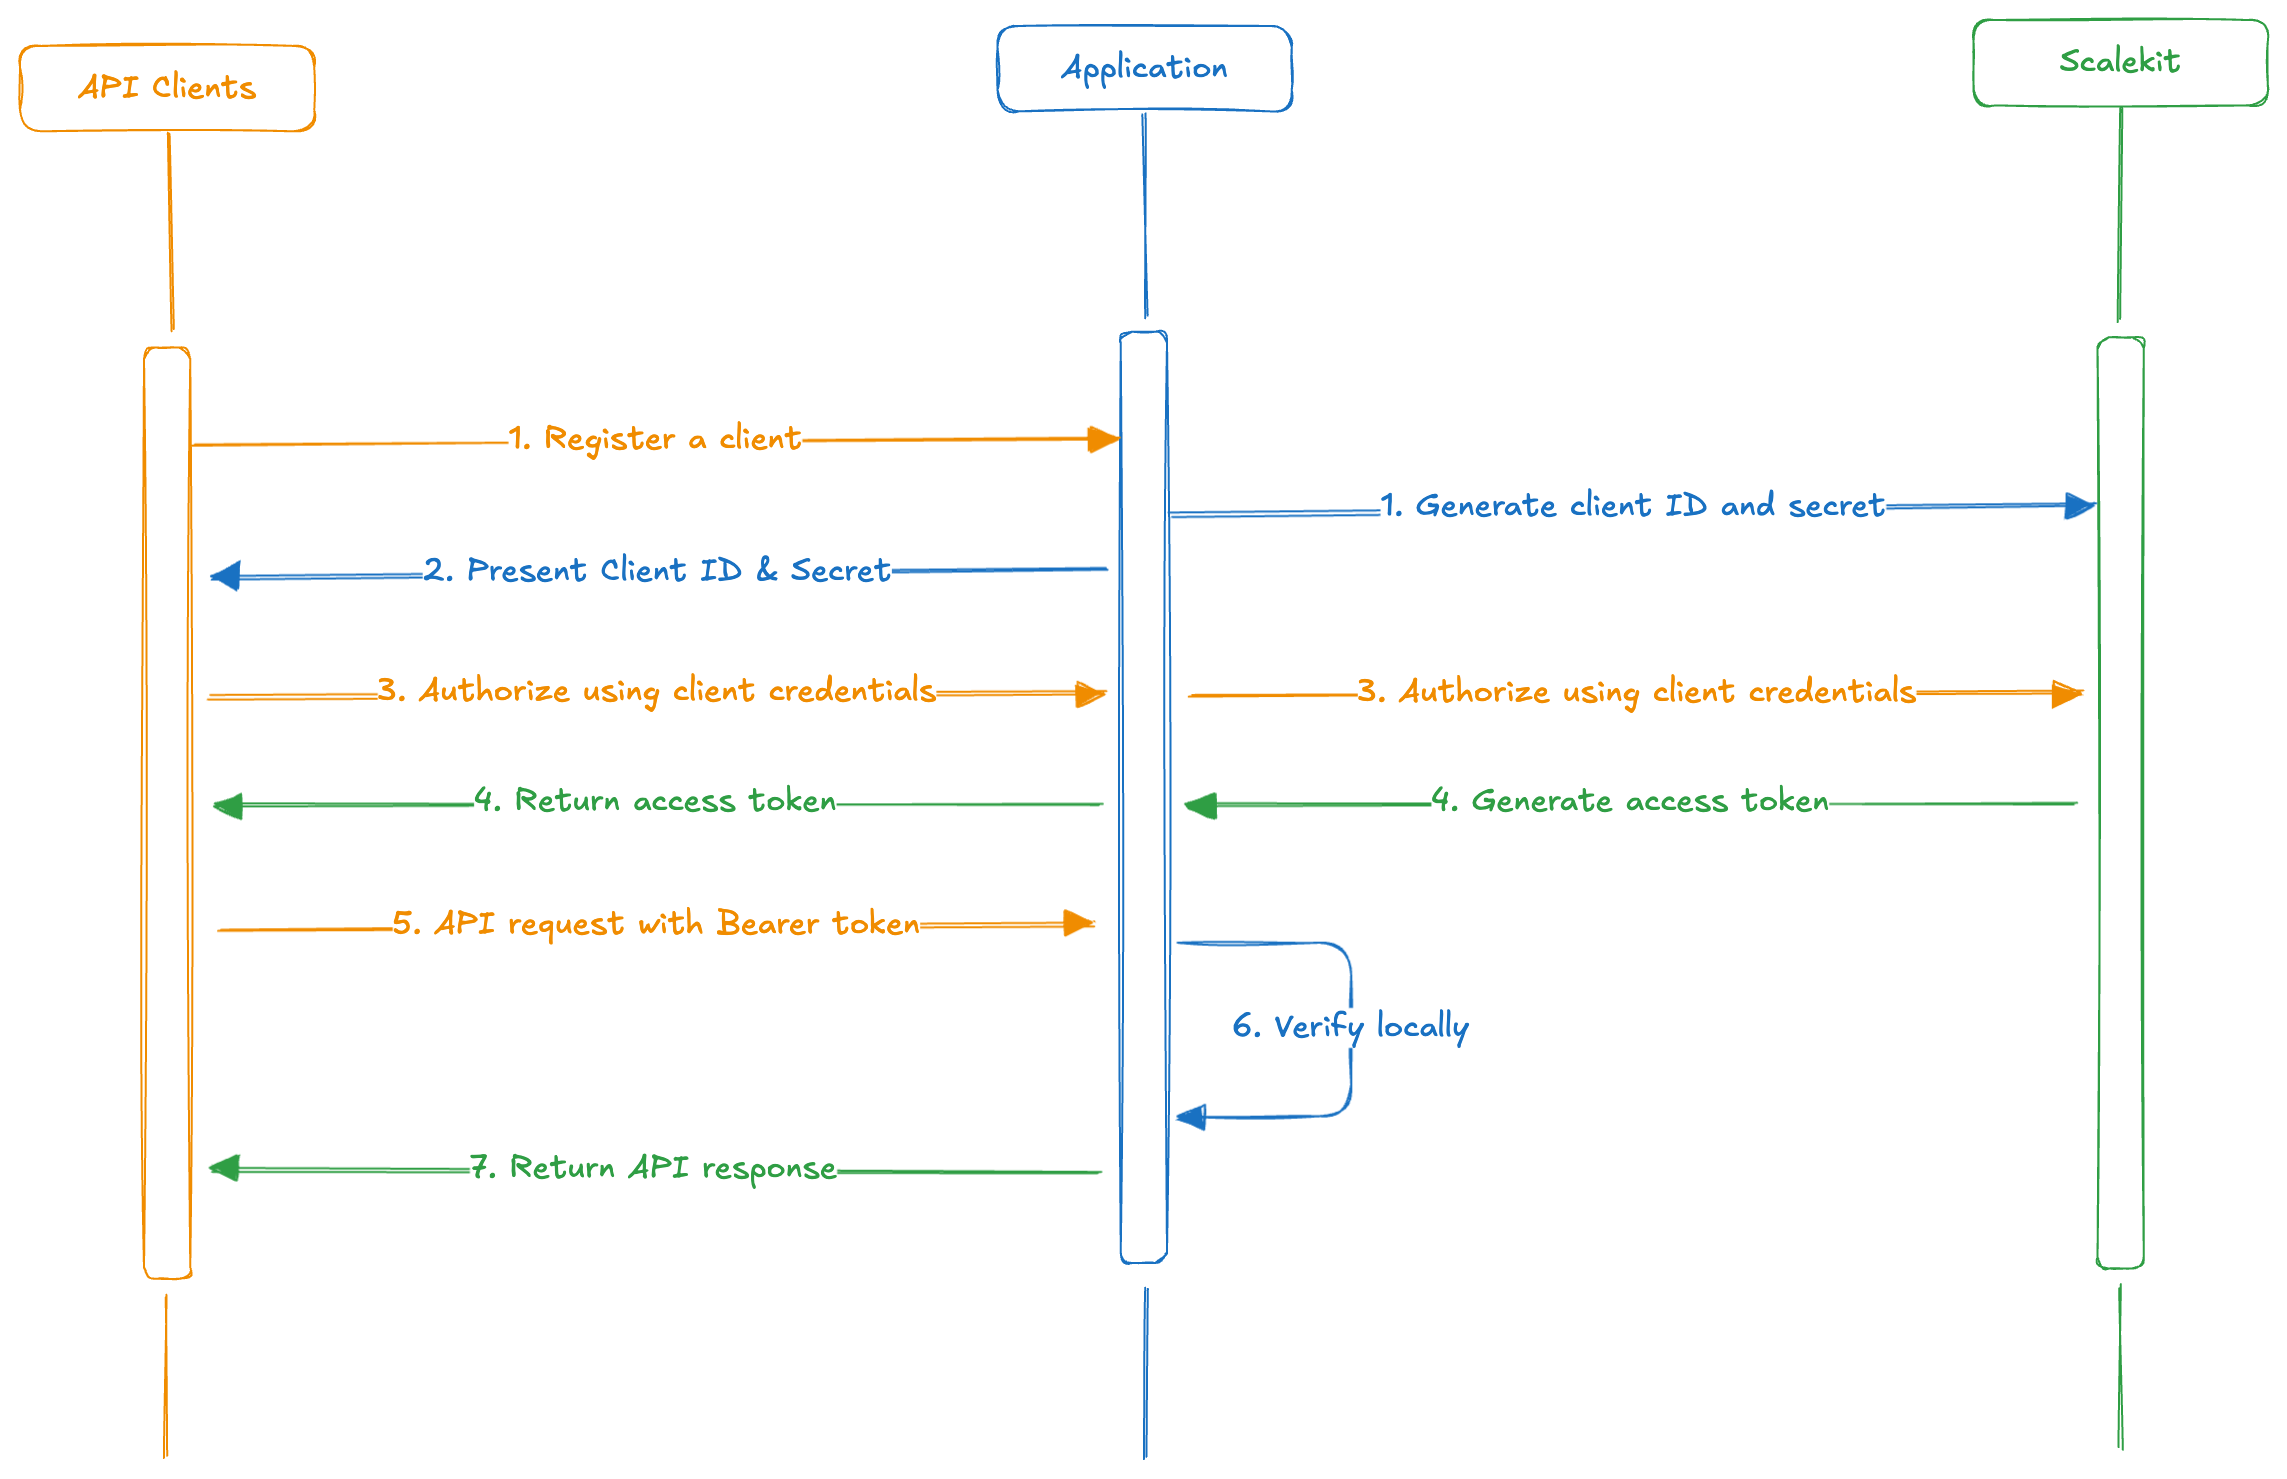 API Clients
Application
Scalekit
1. Register a client
1. Generate client ID and secret
2. Present Client ID & Secret
3. Authorize using client credentials
3. Authorize using client credentials
4. Return access token
4. Generate access token
5. API request with Bearer token
6. Verify locally
7. Return API response